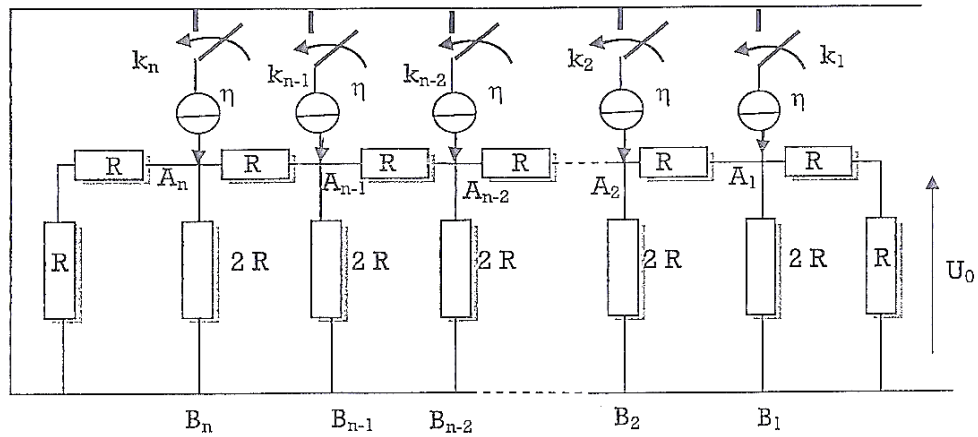 kₙ kₙ₋₁ kₙ₋₂ k₂ k₁
η η η η η
R R R R R R
Aₙ Aₙ₋₁ Aₙ₋₂ A₂ A₁
R 2 R 2 R 2 R 2 R 2 R R U₀
Bₙ Bₙ₋₁ Bₙ₋₂ B₂ B₁